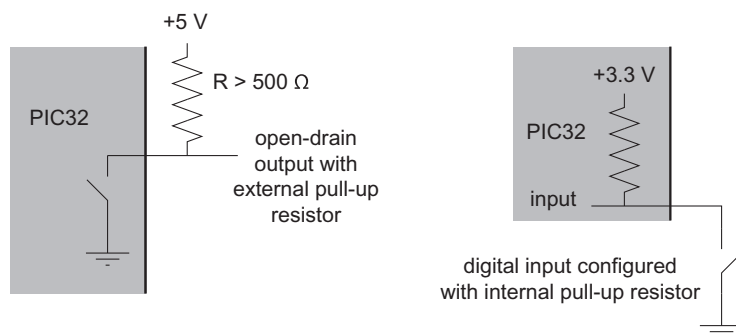 +5 V
R > 500 Ω
PIC32
open-drain
output with
external pull-up
resistor
+3.3 V
PIC32
input
digital input configured
with internal pull-up resistor